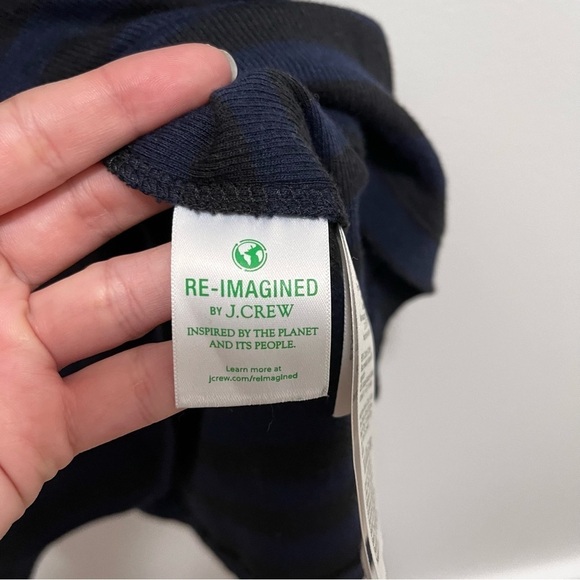 RE-IMAGINED
BY J.CREW
INSPIRED BY THE PLANET
AND ITS PEOPLE.
Learn more at
jcrew.com/reimagined